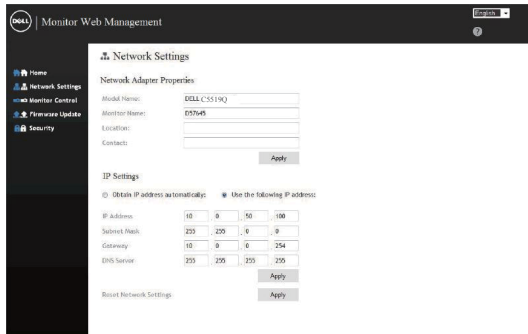 DELL | Monitor Web Management
English
?
Home
Network Settings
Monitor Control
Firmware Update
Security
Network Settings
Network Adapter Properties
Model Name: DELL C5519Q
Monitor Name: D57645
Location:
Contact:
Apply
IP Settings
Obtain IP address automatically: Use the following IP address:
IP Address 10 . 0 . 50 . 100
Subnet Mask 255 . 255 . 0 . 0
Gateway 10 . 0 . 0 . 254
DNS Server 255 . 255 . 255 . 255
Apply
Reset Network Settings Apply